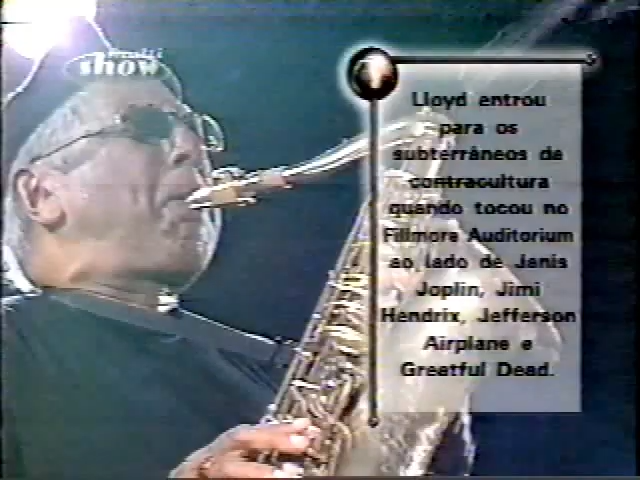 multi
show
Lloyd entrou
para os
subterrâneos da
contracultura
quando tocou no
Fillmore Auditorium
ao lado de Janis
Joplin, Jimi
Hendrix, Jefferson
Airplane e
Greatful Dead.